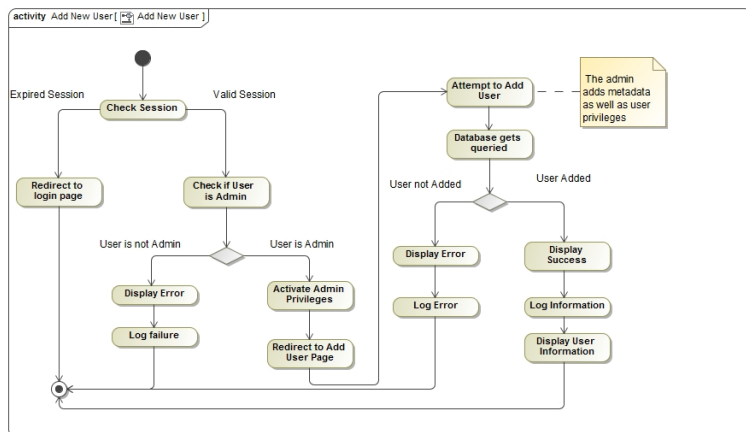 activity Add New User [ Add New User ]
Expired Session
Valid Session
Check Session
Redirect to
login page
Check if User
is Admin
User is not Admin
User is Admin
Display Error
Log failure
Activate Admin
Privileges
Redirect to Add
User Page
Attempt to Add
User
The admin
adds metadata
as well as user
privileges
Database gets
queried
User not Added
User Added
Display Error
Log Error
Display
Success
Log Information
Display User
Information